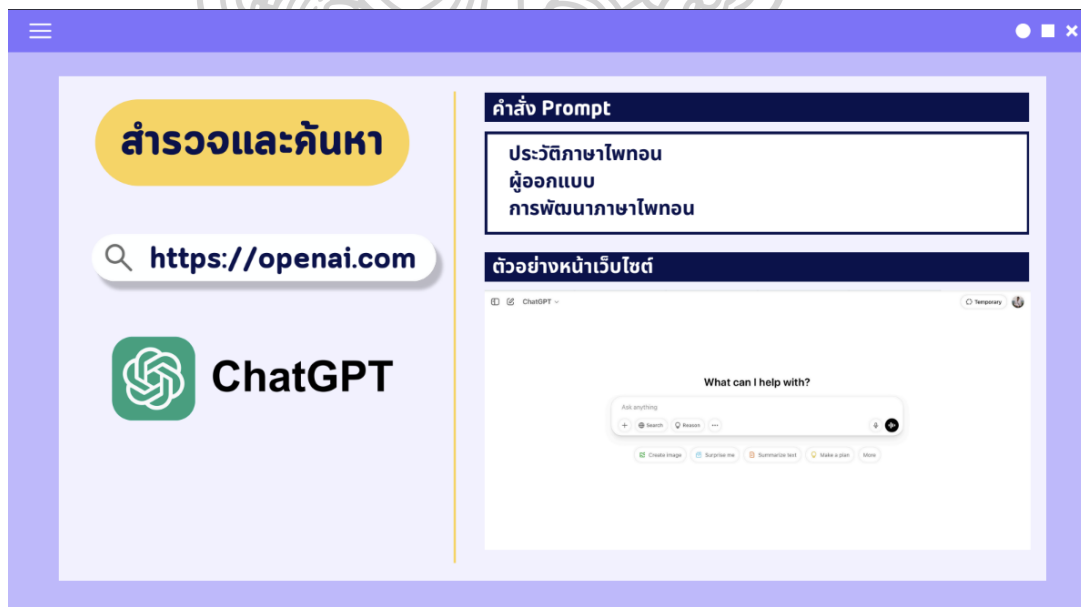 สำรวจและค้นหา
https://openai.com
ChatGPT
คำสั่ง Prompt
ประวัติภาษาไพทอน
ผู้ออกแบบ
การพัฒนาภาษาไพทอน
ตัวอย่างหน้าเว็บไซต์
ChatGPT
Temporary
What can I help with?
Ask anything
Search Reason
Create image Surprise me Summarize text Make a plan More